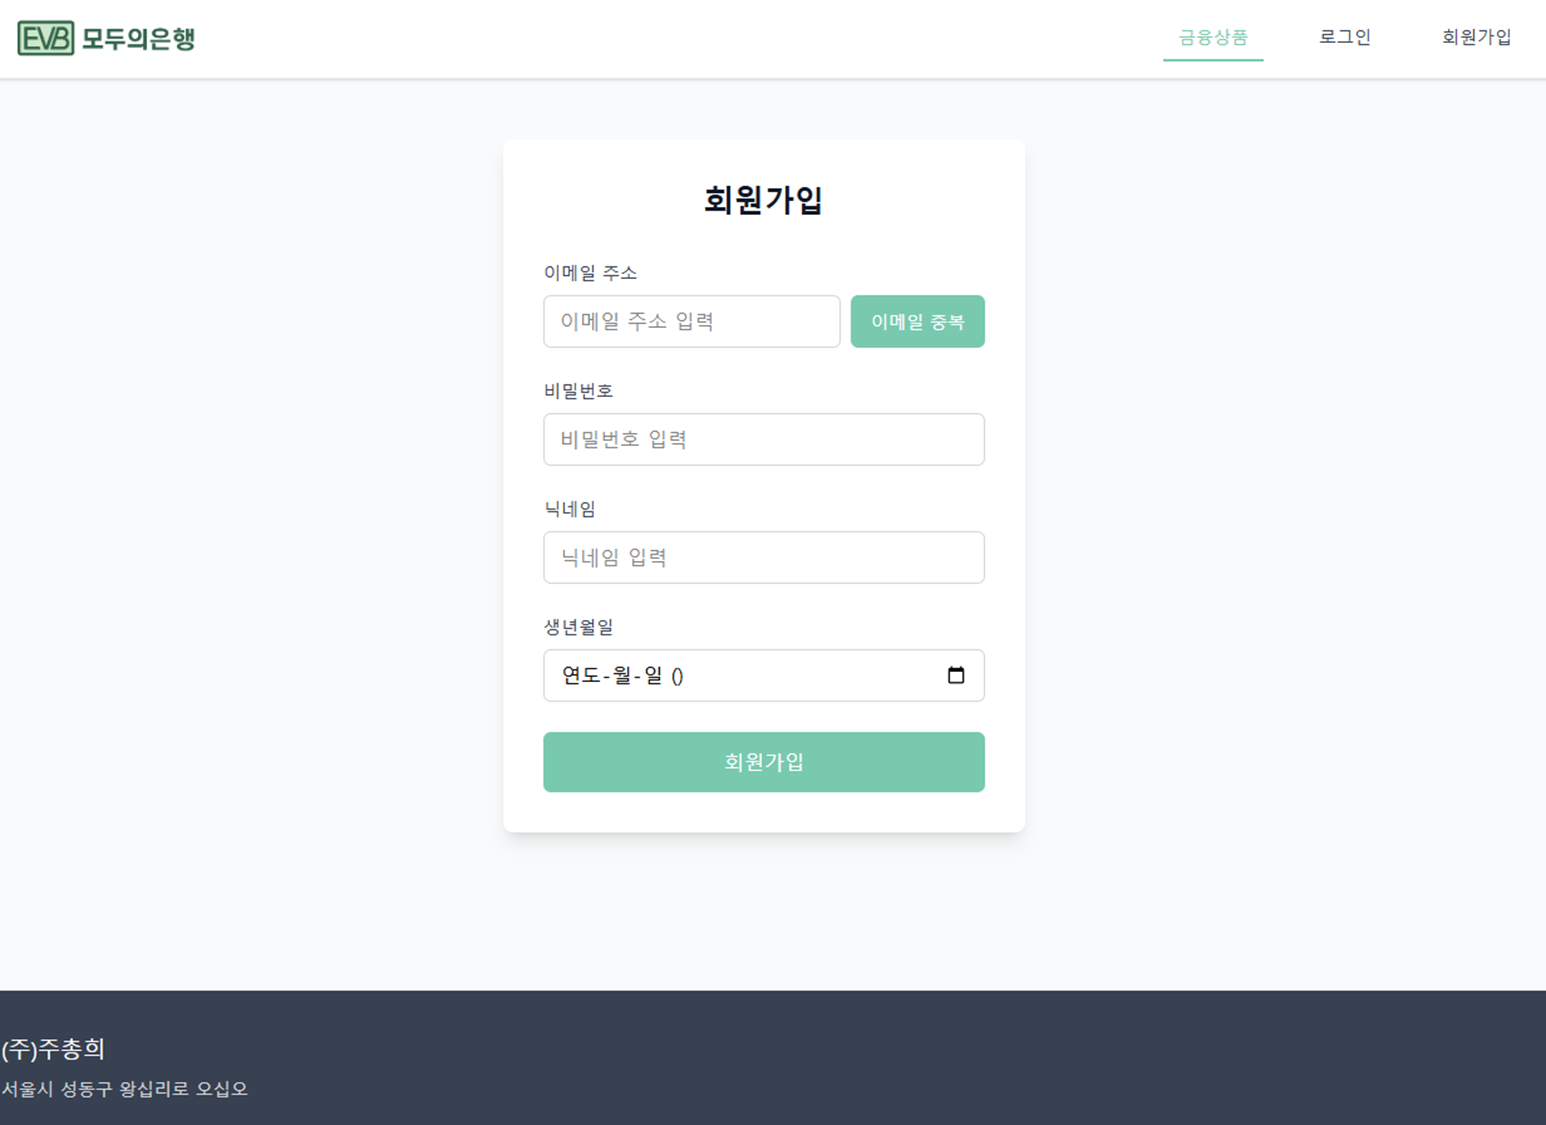 EVB 모두의은행
금융상품 로그인 회원가입
회원가입
이메일 주소
이메일 주소 입력 이메일 중복
비밀번호
비밀번호 입력
닉네임
닉네임 입력
생년월일
연도-월-일 ()
회원가입
(주)주총희
서울시 성동구 왕십리로 오십오